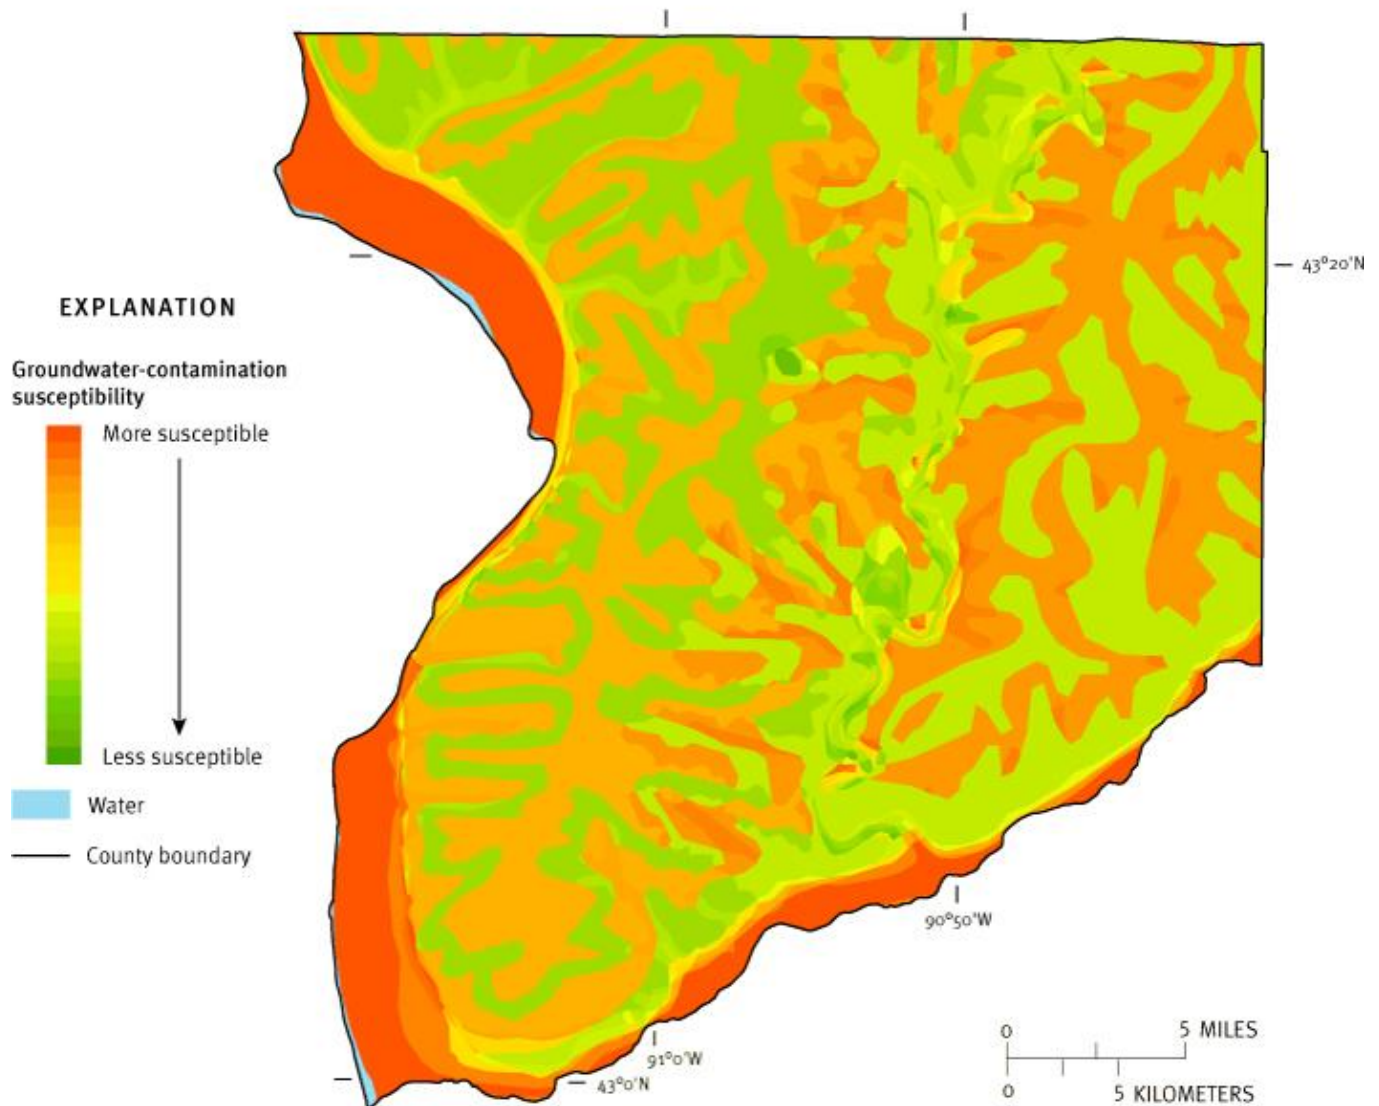 43°20'N
EXPLANATION
Groundwater-contamination
susceptibility
More susceptible
Less susceptible
Water
County boundary
90°50'W
91°0'W
43°0'N
0 5 MILES
0 5 KILOMETERS